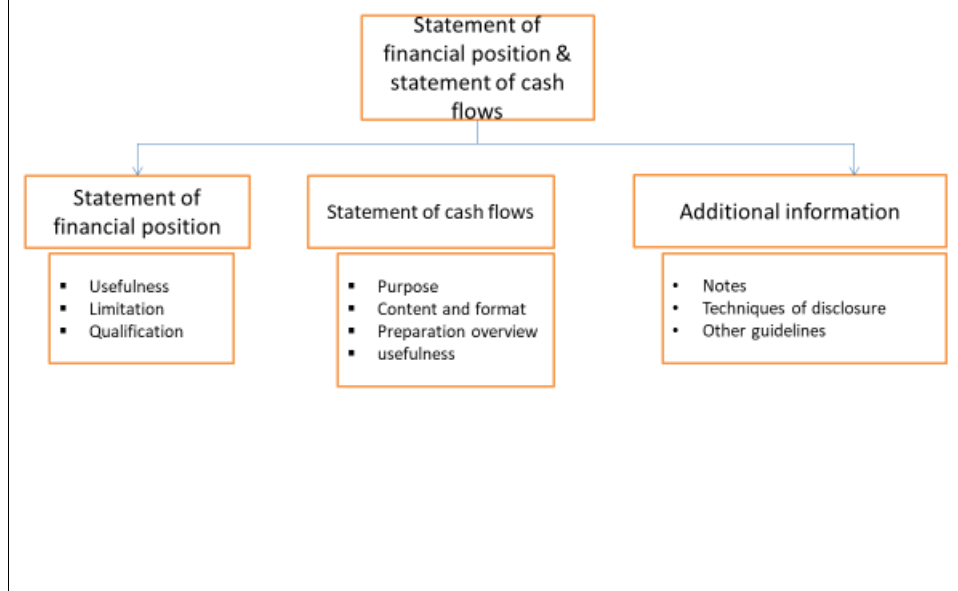 Statement of
financial position &
statement of cash
flows
Statement of
financial position
Statement of cash flows
Additional information
▪ Usefulness
▪ Limitation
▪ Qualification
▪ Purpose
▪ Content and format
▪ Preparation overview
▪ usefulness
• Notes
• Techniques of disclosure
• Other guidelines